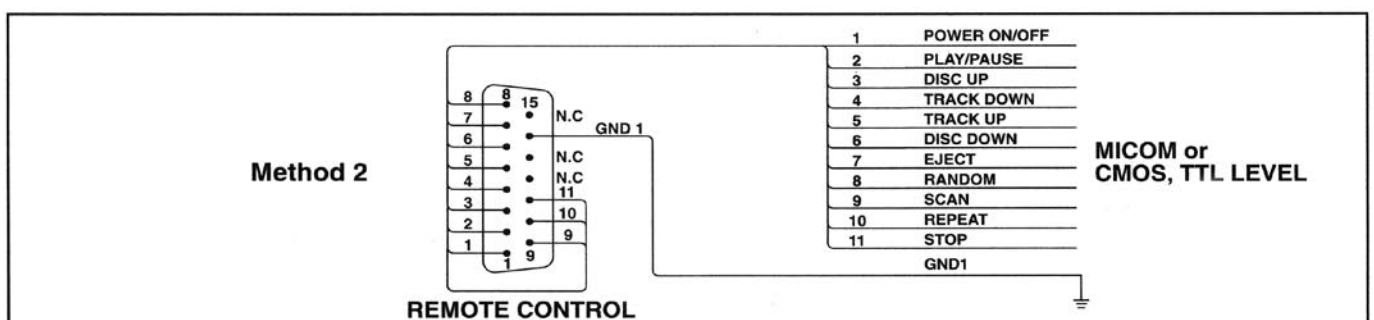 Method 2
8 8 15
N.C
7
GND 1
6
5
N.C
4
N.C
11
3
10
2
9
1
1 9
REMOTE CONTROL
1 POWER ON/OFF
2 PLAY/PAUSE
3 DISC UP
4 TRACK DOWN
5 TRACK UP
6 DISC DOWN
7 EJECT
8 RANDOM
9 SCAN
10 REPEAT
11 STOP
GND1
MICOM or
CMOS, TTL LEVEL